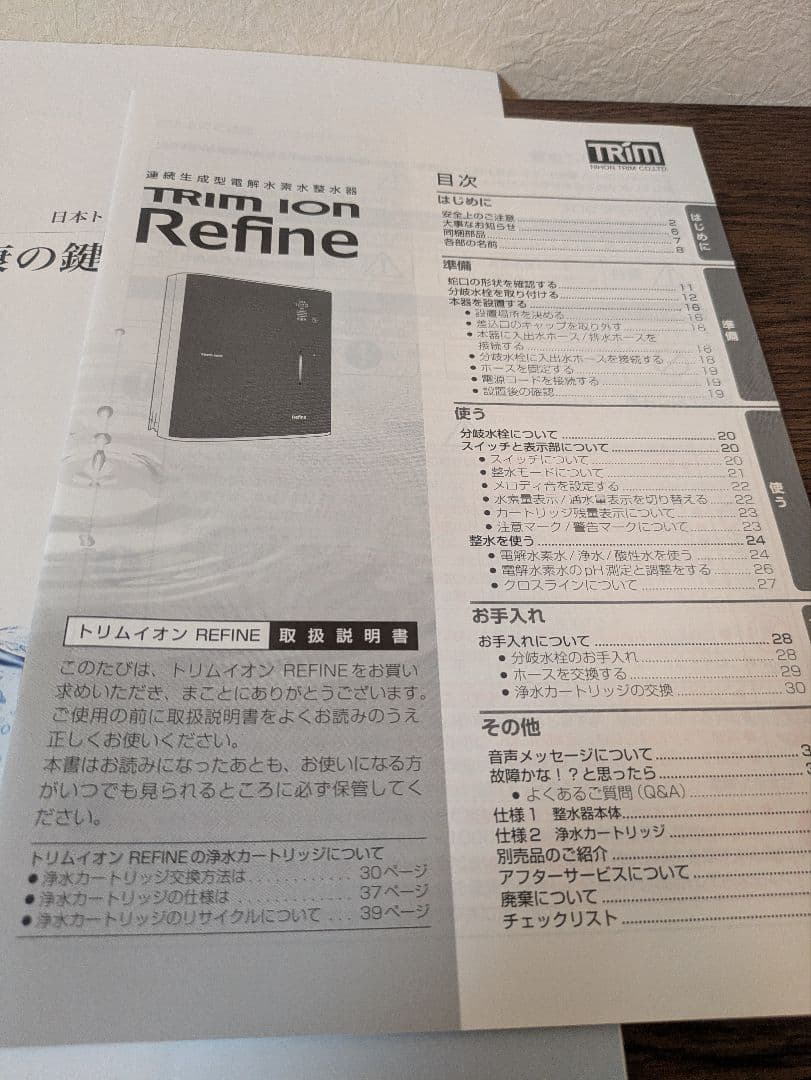 日本ト
の鍵
連続生成型電解水素水整水器
TRIM ION
Refine
トリムイオン REFINE 取扱説明書
このたびは、トリムイオン REFINEをお買い
求めいただき、まことにありがとうございます。
ご使用の前に取扱説明書をよくお読みのうえ
正しくお使いください。
本書はお読みになったあとも、お使いになる方
がいつでも見られるところに必ず保管してく
ださい。
トリムイオン REFINEの浄水カートリッジについて
●浄水カートリッジ交換方法は............30ページ
●浄水カートリッジの仕様は..............37ページ
●浄水カートリッジのリサイクルについて ...39ページ
TRIM
NIHON TRIM CO.,LTD.
目次
はじめに
安全上のご注意 2
大事なお知らせ 6
同梱部品 7
各部の名前 8
はじめに
準備
蛇口の形状を確認する 11
分岐水栓を取り付ける 12
本器を設置する 16
●設置場所を決める 16
●差込口のキャップを取り外す 16
●本器に入出水ホース/排水ホースを
接続する 16
●分岐水栓に入出水ホースを接続する 18
●ホースを固定する 19
●電源コードを接続する 19
●設置後の確認 19
準備
使う
分岐水栓について 20
スイッチと表示部について 20
●スイッチについて 20
●整水モードについて 21
●メロディ音を設定する 22
●水素量表示/通水量表示を切り替える 22
●カートリッジ残量表示について 23
●注意マーク/警告マークについて 23
整水を使う 24
●電解水素水/浄水/酸性水を使う 24
●電解水素水のpH測定と調整をする 26
●クロスラインについて 27
使う
お手入れ
お手入れについて 28
●分岐水栓のお手入れ 28
●ホースを交換する 29
●浄水カートリッジの交換 30
その他
音声メッセージについて
故障かな!?と思ったら
●よくあるご質問(Q&A)
仕様1 整水器本体
仕様2 浄水カートリッジ
別売品のご紹介
アフターサービスについて
廃棄について
チェックリスト